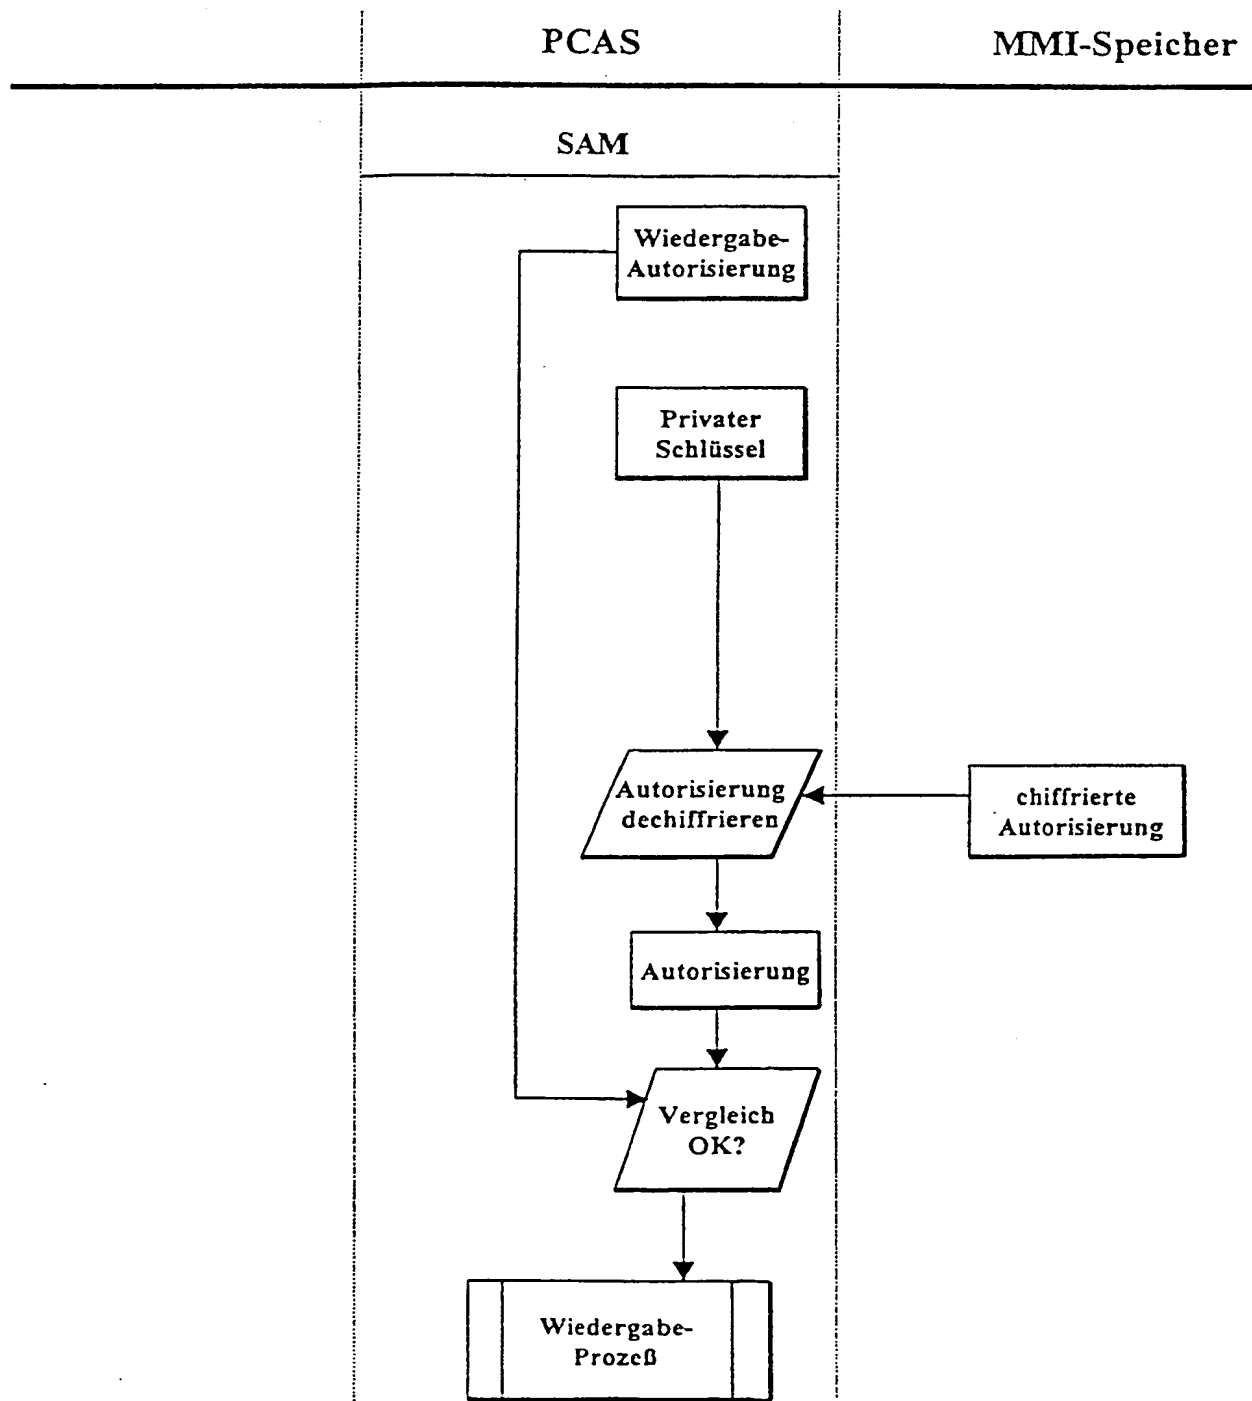 PCAS
MMI-Speicher
SAM
Wiedergabe-
Autorisierung
Privater
Schlüssel
Autorisierung
dechiffrieren
chiffrierte
Autorisierung
Autorisierung
Vergleich
OK?
Wiedergabe-
Prozeß